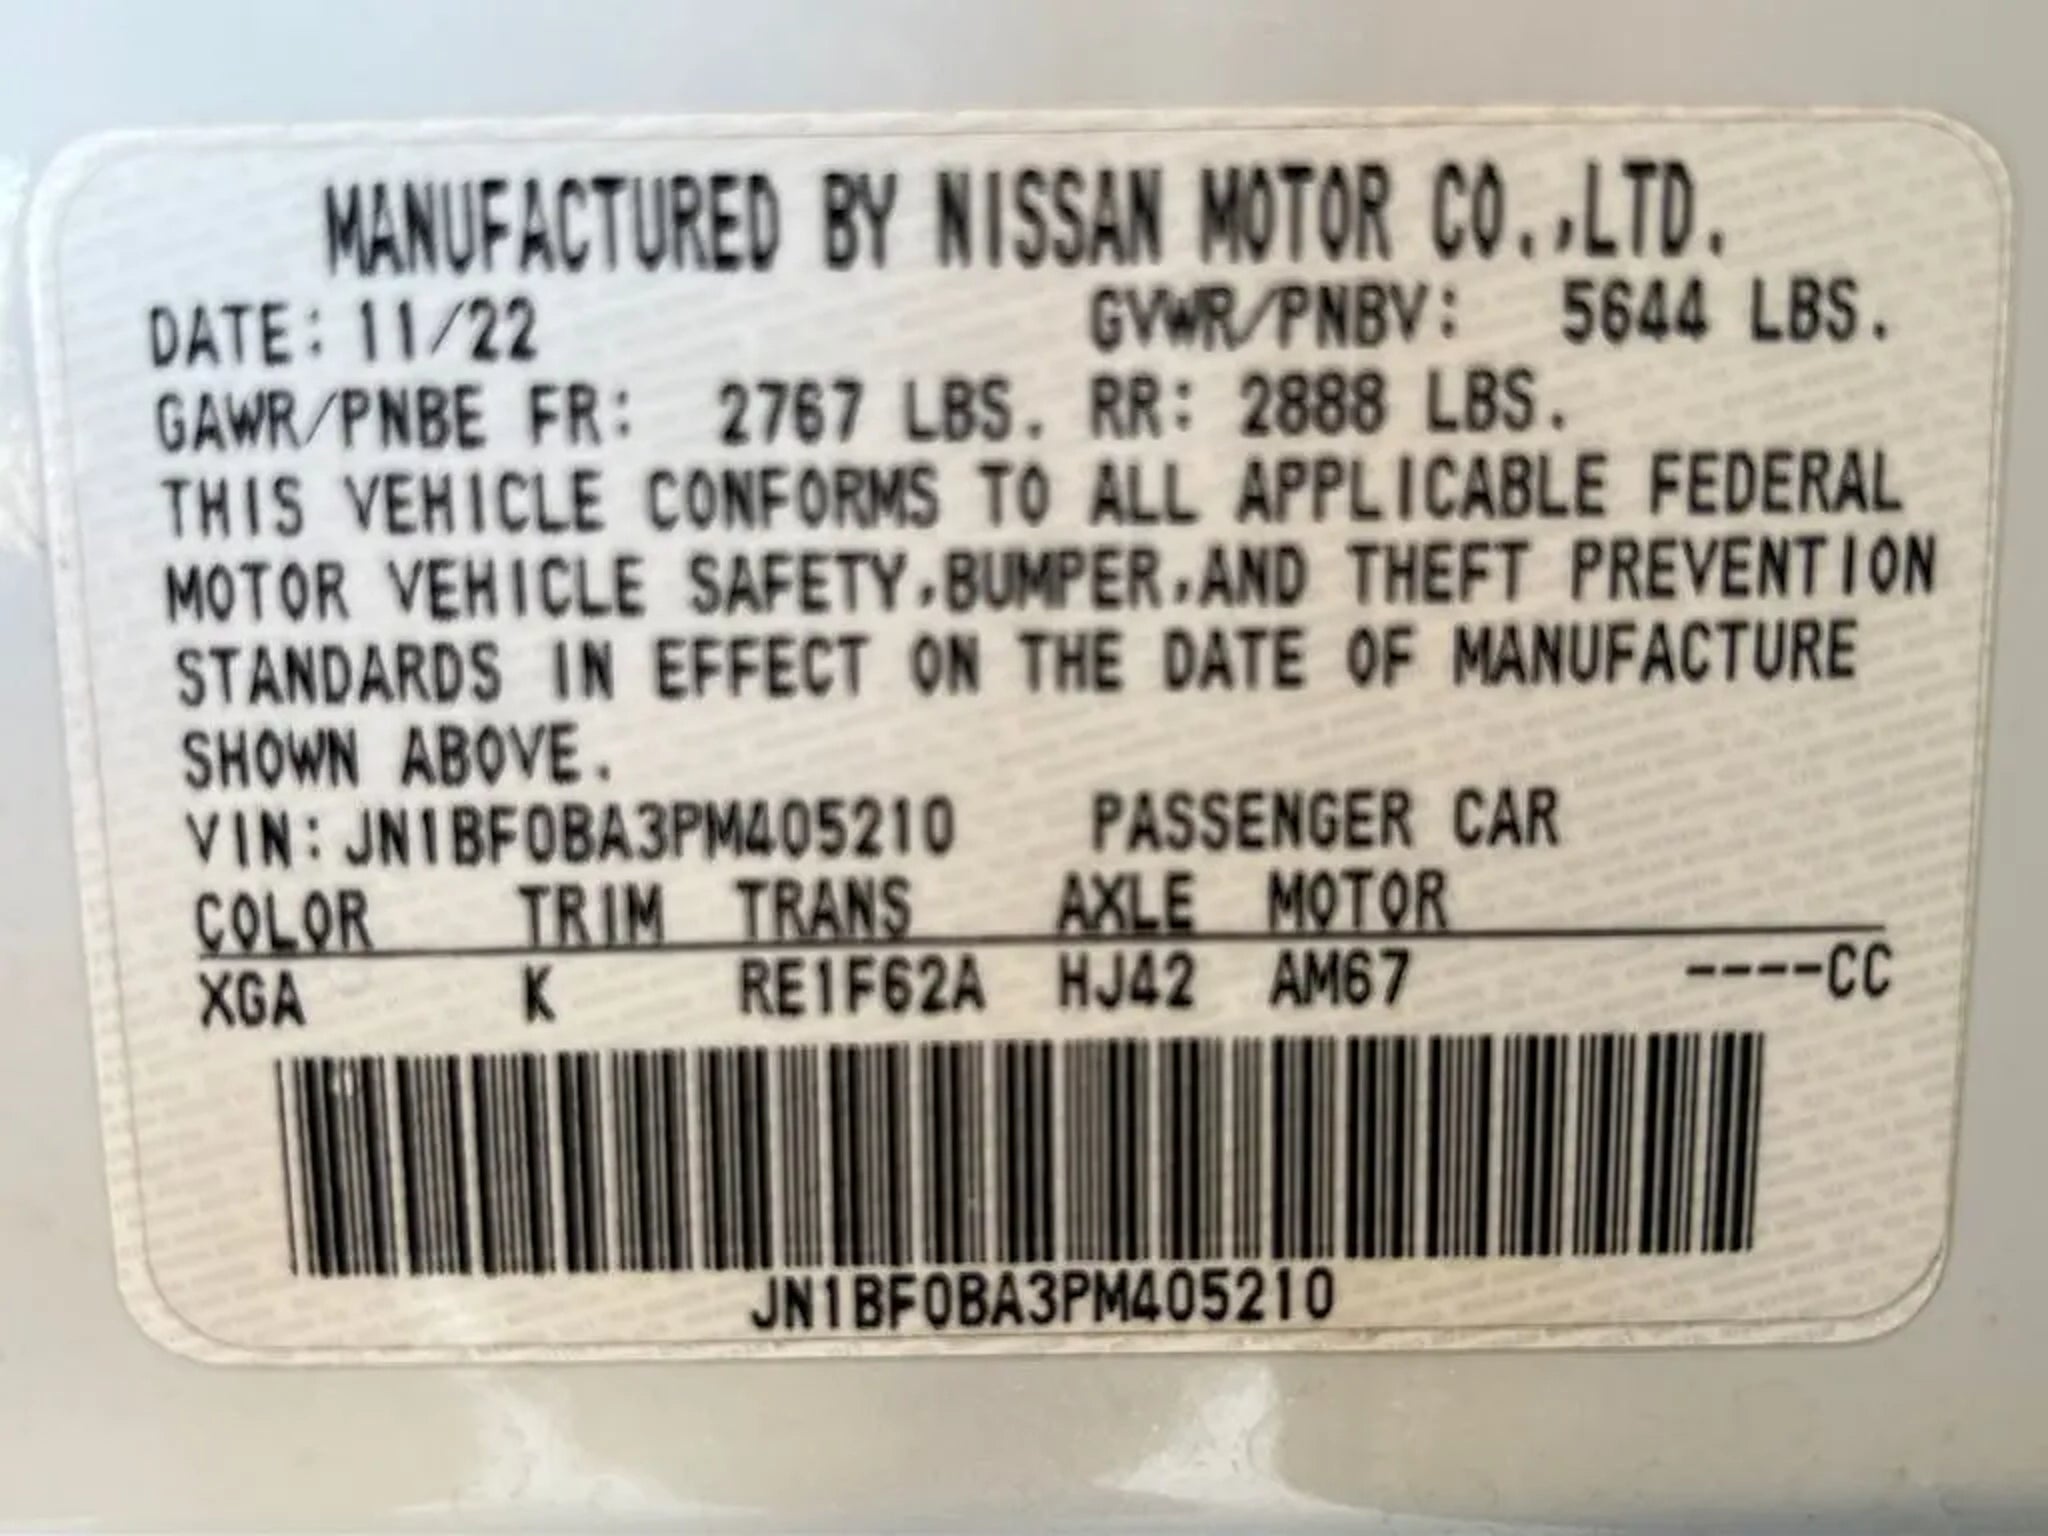 MANUFACTURED BY NISSAN MOTOR CO.,LTD.
DATE: 11/22 GVWR/PNBV: 5644 LBS.
GAWR/PNBE FR: 2767 LBS. RR: 2888 LBS.
THIS VEHICLE CONFORMS TO ALL APPLICABLE FEDERAL
MOTOR VEHICLE SAFETY,BUMPER,AND THEFT PREVENTION
STANDARDS IN EFFECT ON THE DATE OF MANUFACTURE
SHOWN ABOVE.
VIN:JN1BF0BA3PM405210 PASSENGER CAR
COLOR TRIM TRANS AXLE MOTOR
XGA K RE1F62A HJ42 AM67 ----CC
JN1BF0BA3PM405210